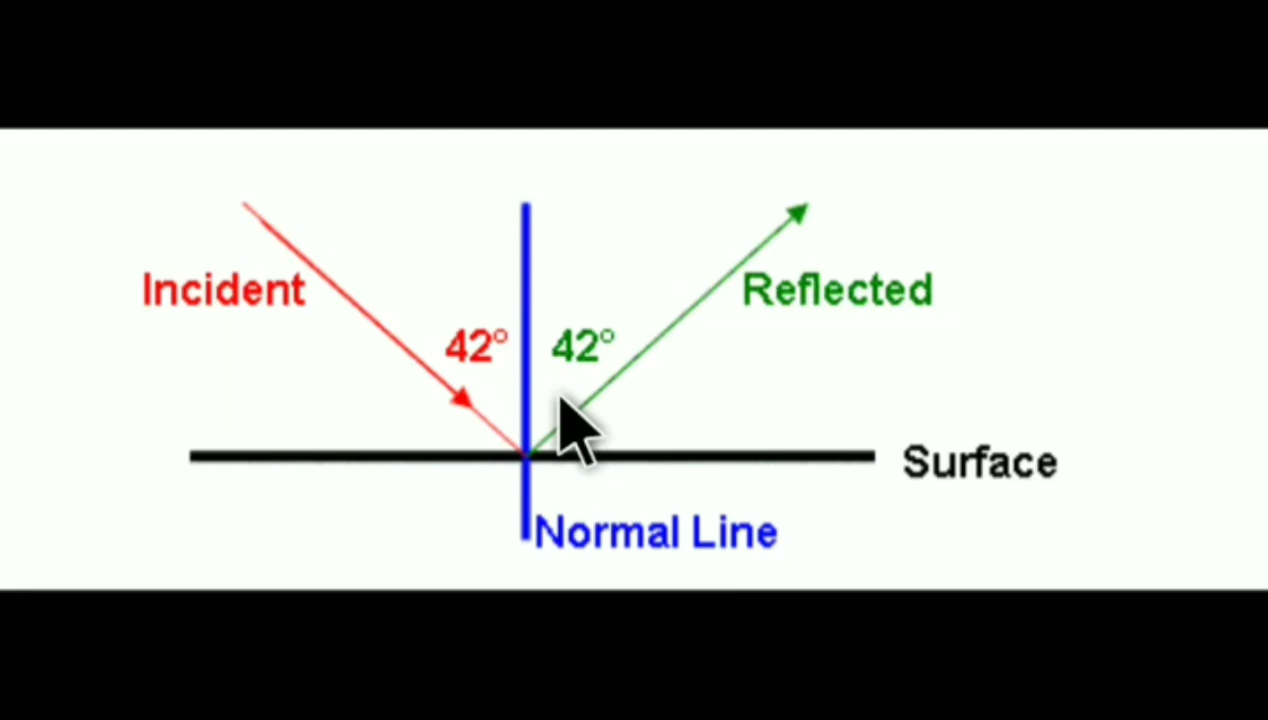 Incident
Reflected
42° 42°
Surface
Normal Line